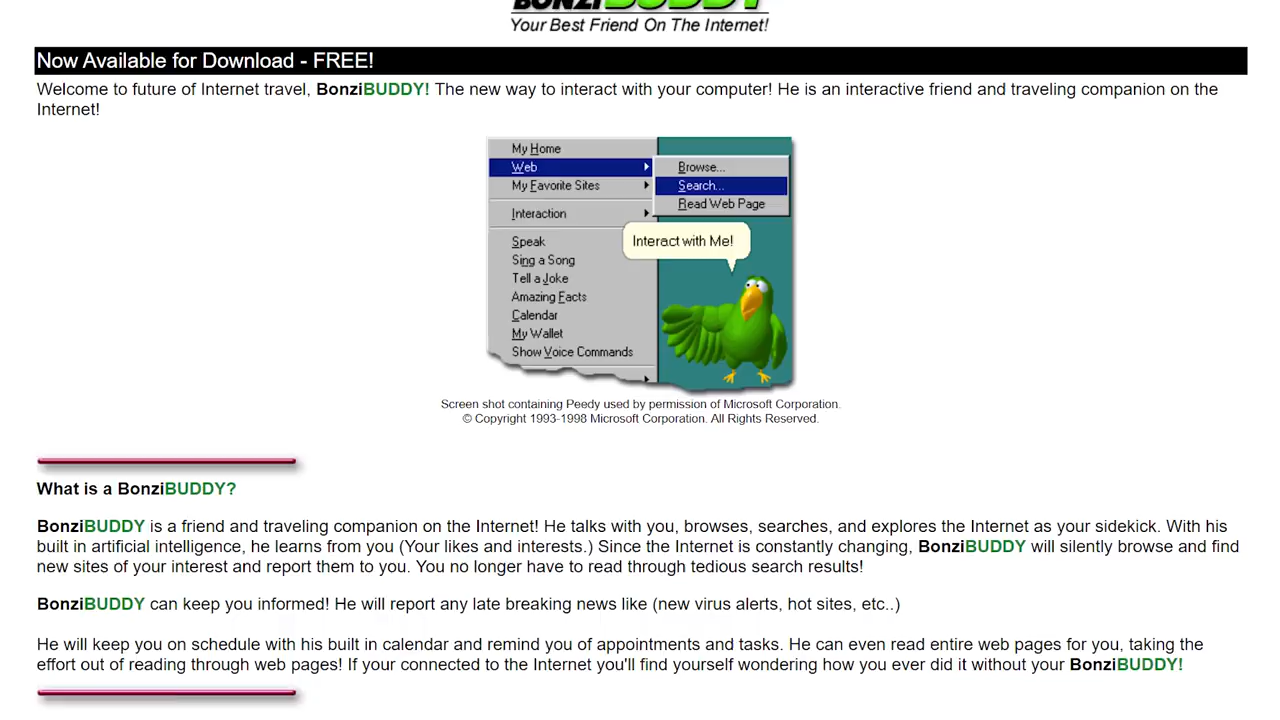 BONZIBUDDY
Your Best Friend On The Internet!
Now Available for Download - FREE!
Welcome to future of Internet travel, BonziBUDDY! The new way to interact with your computer! He is an interactive friend and traveling companion on the
Internet!
My Home
Web
Browse...
Search...
My Favorite Sites
Read Web Page
Interaction
Interact with Me!
Speak
Sing a Song
Tell a Joke
Amazing Facts
Calendar
My Wallet
Show Voice Commands
Screen shot containing Peedy used by permission of Microsoft Corporation.
© Copyright 1993-1998 Microsoft Corporation. All Rights Reserved.
What is a BonziBUDDY?
BonziBUDDY is a friend and traveling companion on the Internet! He talks with you, browses, searches, and explores the Internet as your sidekick. With his
built in artificial intelligence, he learns from you (Your likes and interests.) Since the Internet is constantly changing, BonziBUDDY will silently browse and find
new sites of your interest and report them to you. You no longer have to read through tedious search results!
BonziBUDDY can keep you informed! He will report any late breaking news like (new virus alerts, hot sites, etc..)
He will keep you on schedule with his built in calendar and remind you of appointments and tasks. He can even read entire web pages for you, taking the
effort out of reading through web pages! If your connected to the Internet you'll find yourself wondering how you ever did it without your BonziBUDDY!